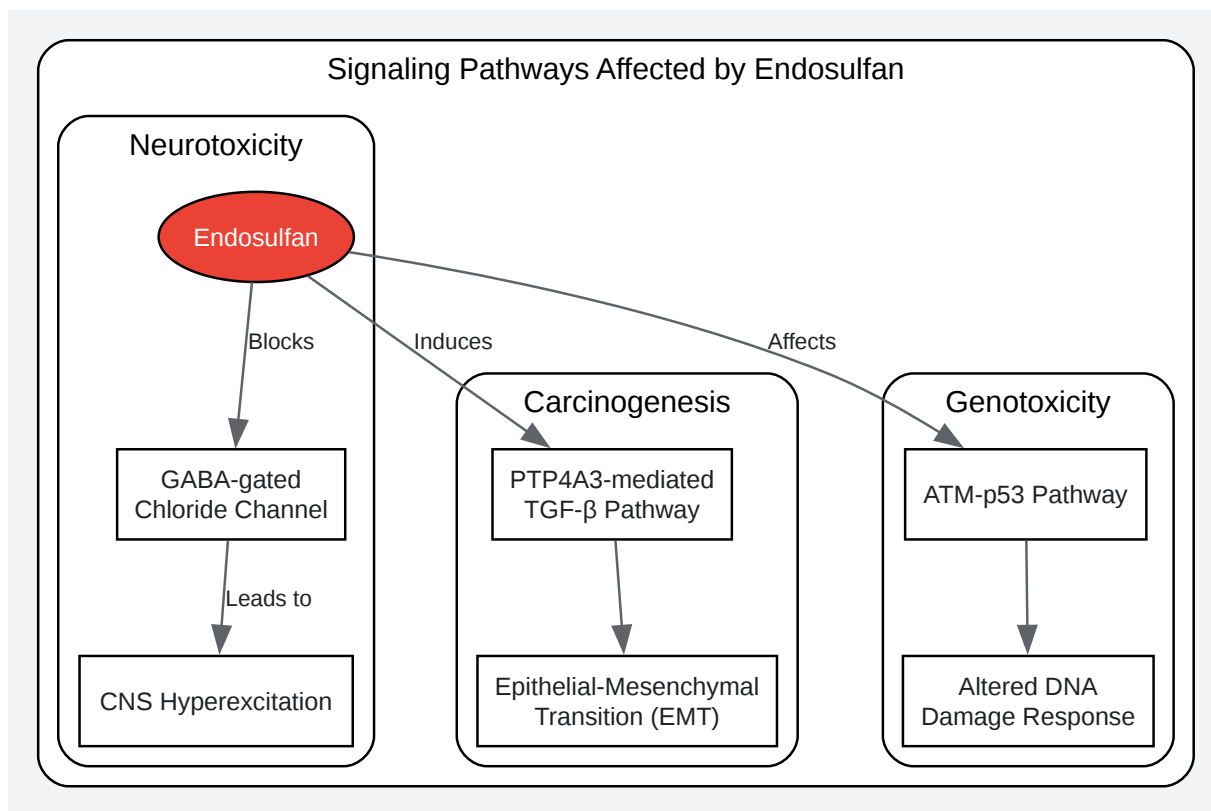 Signaling Pathways Affected by Endosulfan
Neurotoxicity
Endosulfan
Blocks
Induces
Affects
Carcinogenesis
Genotoxicity
GABA-gated
Chloride Channel
PTP4A3-mediated
TGF-β Pathway
ATM-p53 Pathway
Leads to
CNS Hyperexcitation
Epithelial-Mesenchymal
Transition (EMT)
Altered DNA
Damage Response